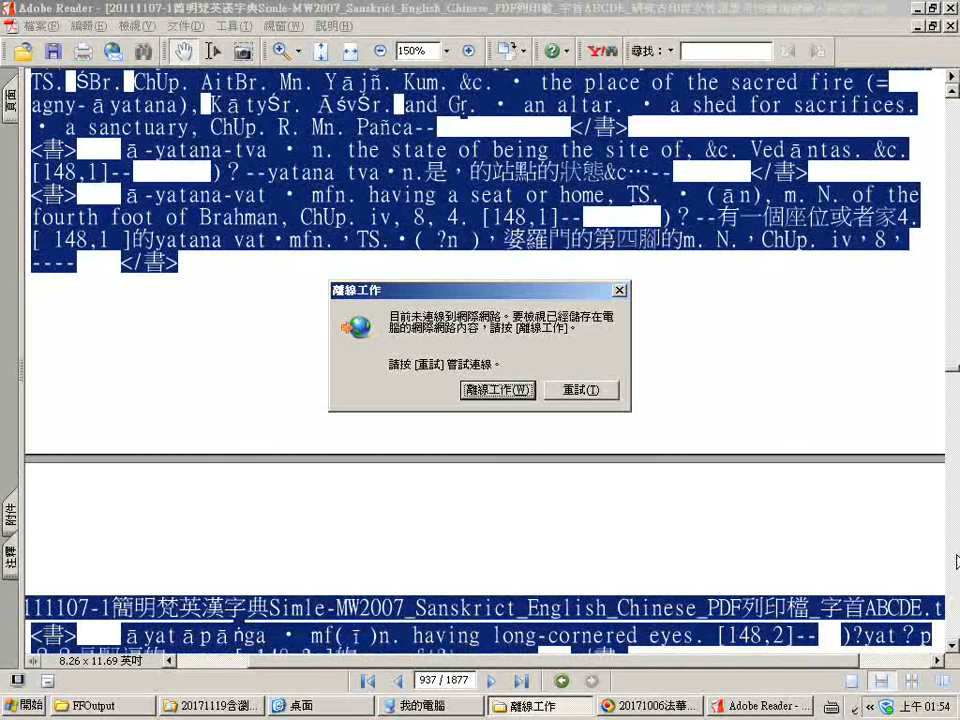 Adobe Reader - [20111107-1簡明梵英漢字典Simle-MW2007_Sanskrict_English_Chinese_PDF列印檔_字首ABCDE_
檔案(F) 編輯(E) 檢視(V) 文件(D) 工具(T) 視窗(W) 說明(H)
150% 尋找：
頁面
TS. ŚBr. ChUp. AitBr. Mn. Yājñ. Kum. &c. • the place of the sacred fire (=
agny-āyatana), KātyŚr. ĀśvŚr. and Gṛ. • an altar. • a shed for sacrifices.
• a sanctuary, ChUp. R. Mn. Pañca-- </書>
<書> ā-yatana-tva • n. the state of being the site of, &c. Vedāntas. &c.
[148,1]-- )？--yatana tva•n.是，的站點的狀態&c…-- </書>
<書> ā-yatana-vat • mfn. having a seat or home, TS. • (ān), m. N. of the
fourth foot of Brahman, ChUp. iv, 8, 4. [148,1]-- )？--有一個座位或者家4.
[ 148,1 ]的yatana vat•mfn.，TS.•( ?n )，婆羅門的第四腳的m. N.，ChUp. iv，8，
---- </書>
離線工作
目前未連線到網際網路。要檢視已經儲存在電
腦的網際網路內容，請按 [離線工作]。
請按 [重試] 嘗試連線。
離線工作(W) 重試(T)
附件
注釋
111107-1簡明梵英漢字典Simle-MW2007_Sanskrict_English_Chinese_PDF列印檔_字首ABCDE.t
<書> āyatāpāṅga • mf(ī)n. having long-cornered eyes. [148,2]-- )?yat？p
8.26 x 11.69 英吋
937 / 1877
開始 FFOutput 20171119含瀏... 桌面 我的電腦 離線工作 20171006法華... Adobe Reader - ... 上午 01:54